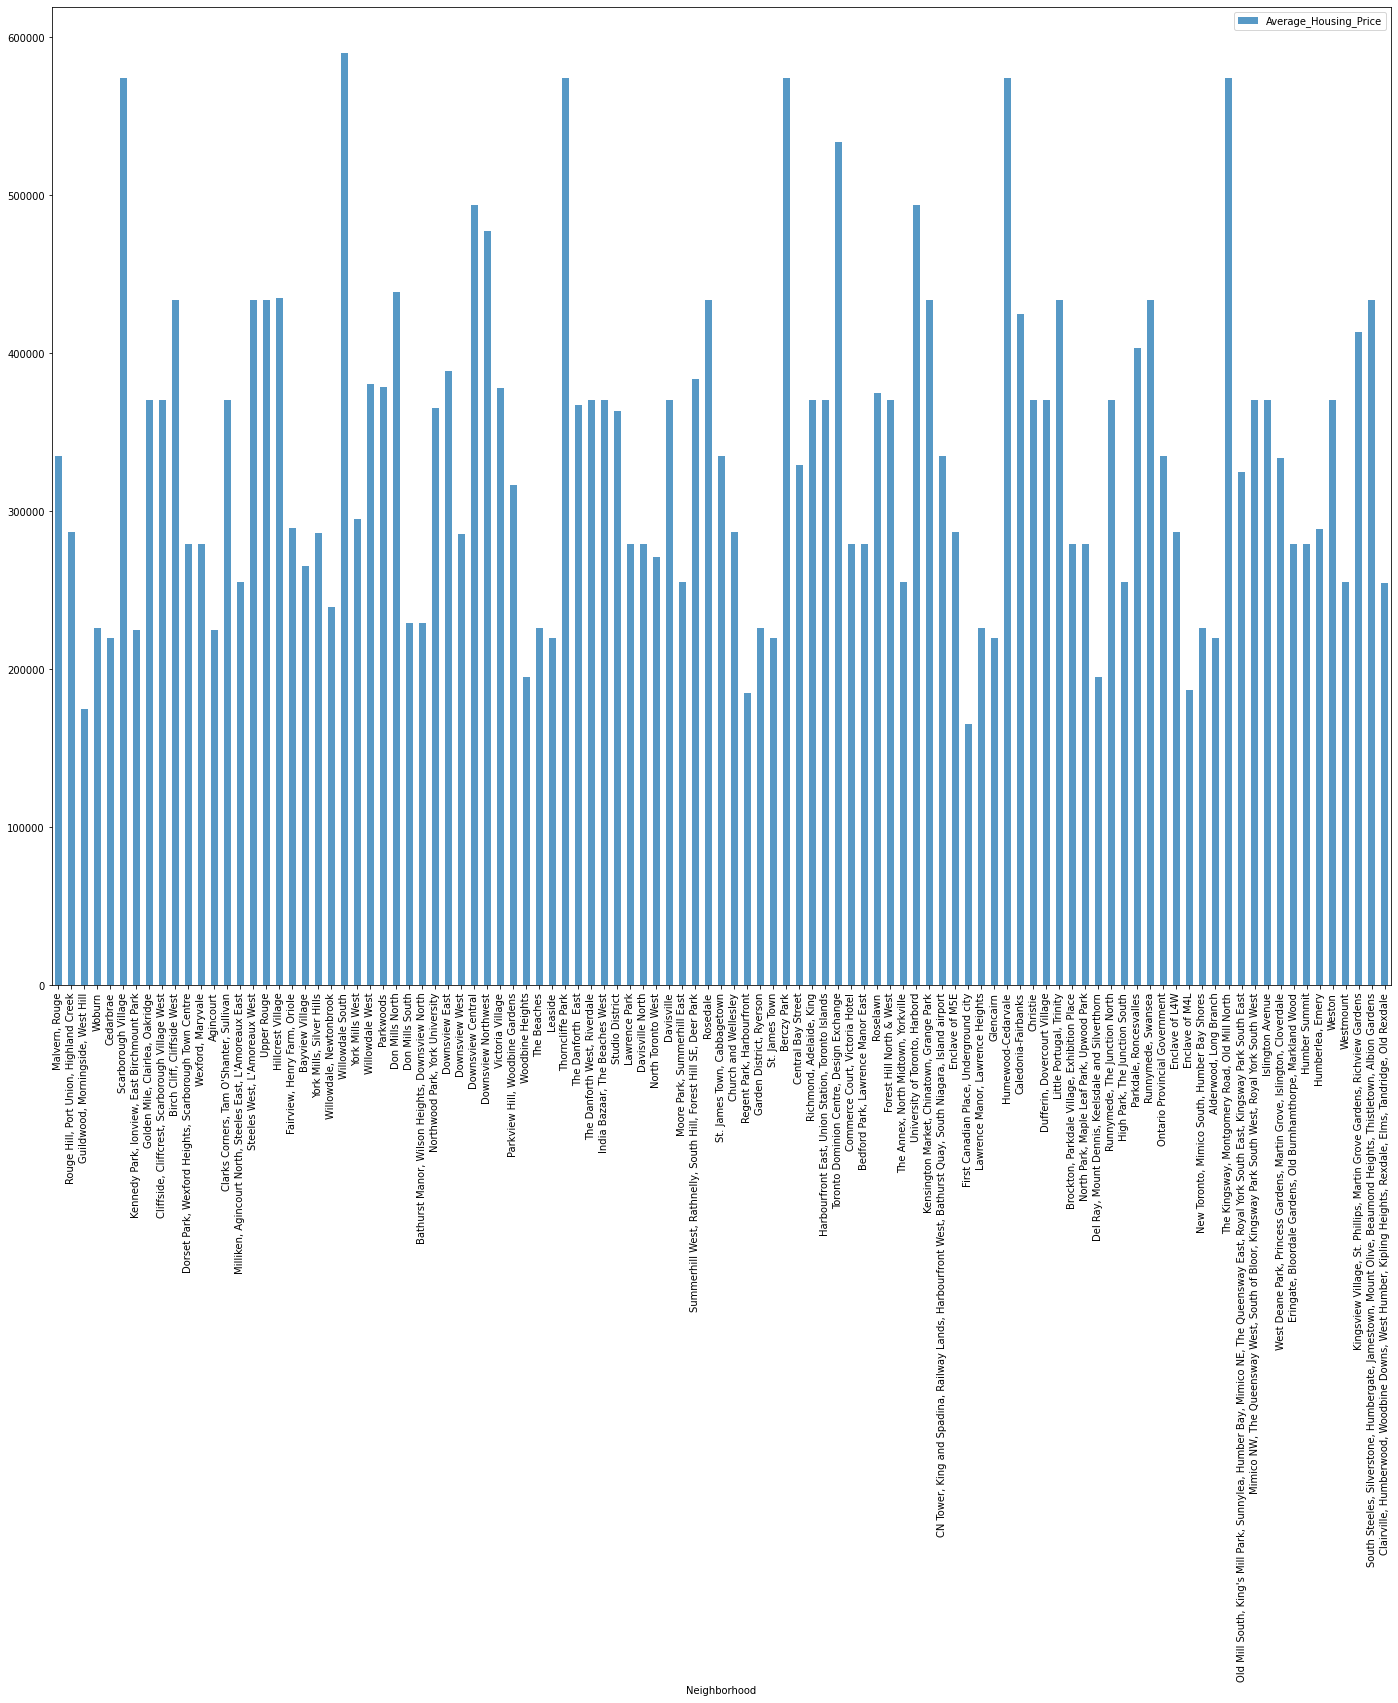 Average_Housing_Price
600000
500000
400000
300000
200000
100000
0
Malvern, Rouge
Rouge Hill, Port Union, Highland Creek
Guildwood, Morningside, West Hill
Woburn
Cedarbrae
Scarborough Village
Kennedy Park, Ionview, East Birchmount Park
Golden Mile, Clairlea, Oakridge
Cliffside, Cliffcrest, Scarborough Village West
Birch Cliff, Cliffside West
Dorset Park, Wexford Heights, Scarborough Town Centre
Wexford, Maryvale
Agincourt
Clarks Corners, Tam O'Shanter, Sullivan
Milliken, Agincourt North, Steeles East, L'Amoreaux East
Steeles West, L'Amoreaux West
Upper Rouge
Hillcrest Village
Fairview, Henry Farm, Oriole
Bayview Village
York Mills, Silver Hills
Willowdale, Newtonbrook
Willowdale South
York Mills West
Willowdale West
Parkwoods
Don Mills North
Don Mills South
Bathurst Manor, Wilson Heights, Downsview North
Northwood Park, York University
Downsview East
Downsview West
Downsview Central
Downsview Northwest
Victoria Village
Parkview Hill, Woodbine Gardens
Woodbine Heights
The Beaches
Leaside
Thorncliffe Park
The Danforth  East
The Danforth West, Riverdale
India Bazaar, The Beaches West
Studio District
Lawrence Park
Davisville North
North Toronto West
Davisville
Moore Park, Summerhill East
Summerhill West, Rathnelly, South Hill, Forest Hill SE, Deer Park
Rosedale
St. James Town, Cabbagetown
Church and Wellesley
Regent Park, Harbourfront
Garden District, Ryerson
St. James Town
Berczy Park
Central Bay Street
Richmond, Adelaide, King
Harbourfront East, Union Station, Toronto Islands
Toronto Dominion Centre, Design Exchange
Commerce Court, Victoria Hotel
Bedford Park, Lawrence Manor East
Roselawn
Forest Hill North & West
The Annex, North Midtown, Yorkville
University of Toronto, Harbord
Kensington Market, Chinatown, Grange Park
CN Tower, King and Spadina, Railway Lands, Harbourfront West, Bathurst Quay, South Niagara, Island airport
Enclave of M5E
First Canadian Place, Underground city
Lawrence Manor, Lawrence Heights
Glencairn
Humewood-Cedarvale
Caledonia-Fairbanks
Christie
Dufferin, Dovercourt Village
Little Portugal, Trinity
Brockton, Parkdale Village, Exhibition Place
North Park, Maple Leaf Park, Upwood Park
Del Ray, Mount Dennis, Keelsdale and Silverthorn
Runnymede, The Junction North
High Park, The Junction South
Parkdale, Roncesvalles
Runnymede, Swansea
Ontario Provincial Government
Enclave of L4W
Enclave of M4L
New Toronto, Mimico South, Humber Bay Shores
Alderwood, Long Branch
The Kingsway, Montgomery Road, Old Mill North
Old Mill South, King's Mill Park, Sunnylea, Humber Bay, Mimico NE, The Queensway East, Royal York South East, Kingsway Park South East
Mimico NW, The Queensway West, South of Bloor, Kingsway Park South West, Royal York South West
Islington Avenue
West Deane Park, Princess Gardens, Martin Grove, Islington, Cloverdale
Eringate, Bloordale Gardens, Old Burnhamthorpe, Markland Wood
Humber Summit
Humberlea, Emery
Weston
Westmount
Kingsview Village, St. Phillips, Martin Grove Gardens, Richview Gardens
South Steeles, Silverstone, Humbergate, Jamestown, Mount Olive, Beaumond Heights, Thistletown, Albion Gardens
Clairville, Humberwood, Woodbine Downs, West Humber, Kipling Heights, Rexdale, Elms, Tandridge, Old Rexdale
Neighborhood